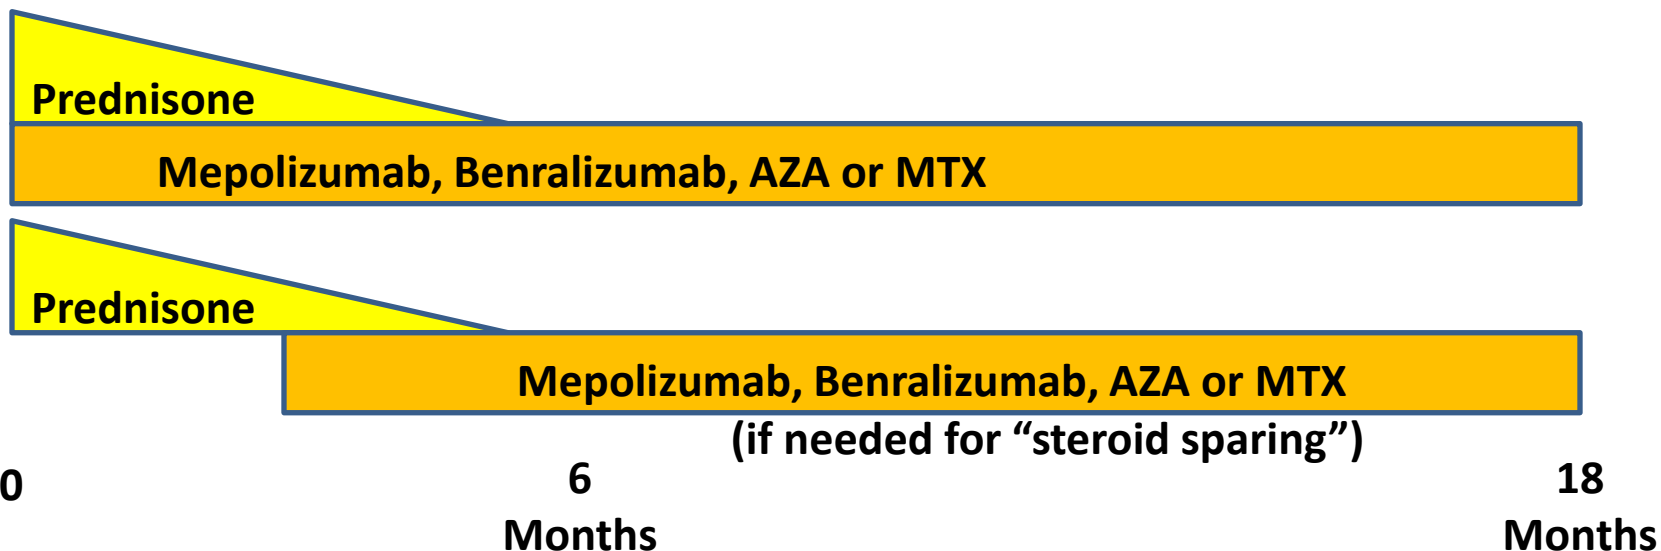 Prednisone
Mepolizumab, Benralizumab, AZA or MTX
Prednisone
Mepolizumab, Benralizumab, AZA or MTX
(if needed for “steroid sparing”)
0
6
Months
18
Months